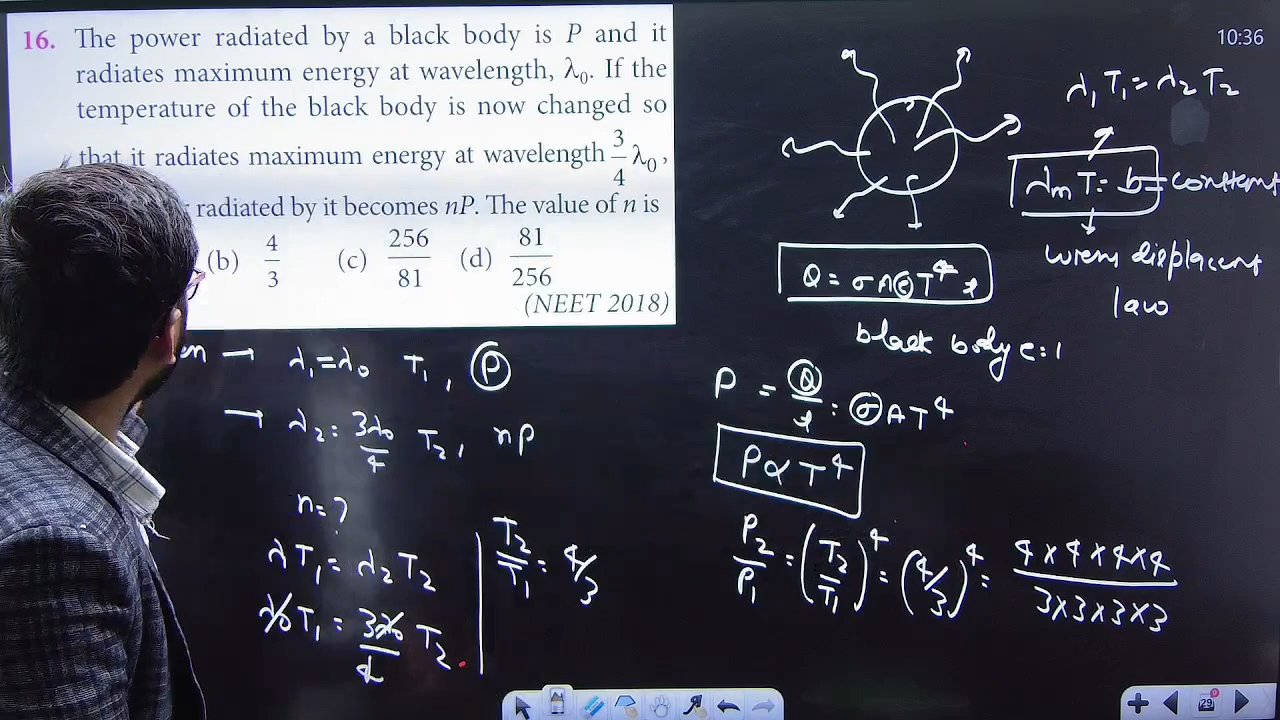 16. The power radiated by a black body is P and it
radiates maximum energy at wavelength, λ₀. If the
temperature of the black body is now changed so
that it radiates maximum energy at wavelength 3/4 λ₀,
radiated by it becomes nP. The value of n is
(b) 4/3 (c) 256/81 (d) 81/256
(NEET 2018)
10:36
λ₁T₁ = λ₂T₂
λmT = b = constant
wiens displacent
law
Q = σAeT⁴t
black body e = 1
P = Q/t = σAT⁴
P ∝ T⁴
P₂/P₁ = (T₂/T₁)⁴ = (4/3)⁴ = 4×4×4×4/3×3×3×3
→ λ₁ = λ₀ T₁, P
→ λ₂ = 3λ₀/4 T₂, nP
n = ?
λT₁ = λ₂T₂
λ₀T₁ = 3λ₀/4 T₂
T₂/T₁ = 4/3
29
9